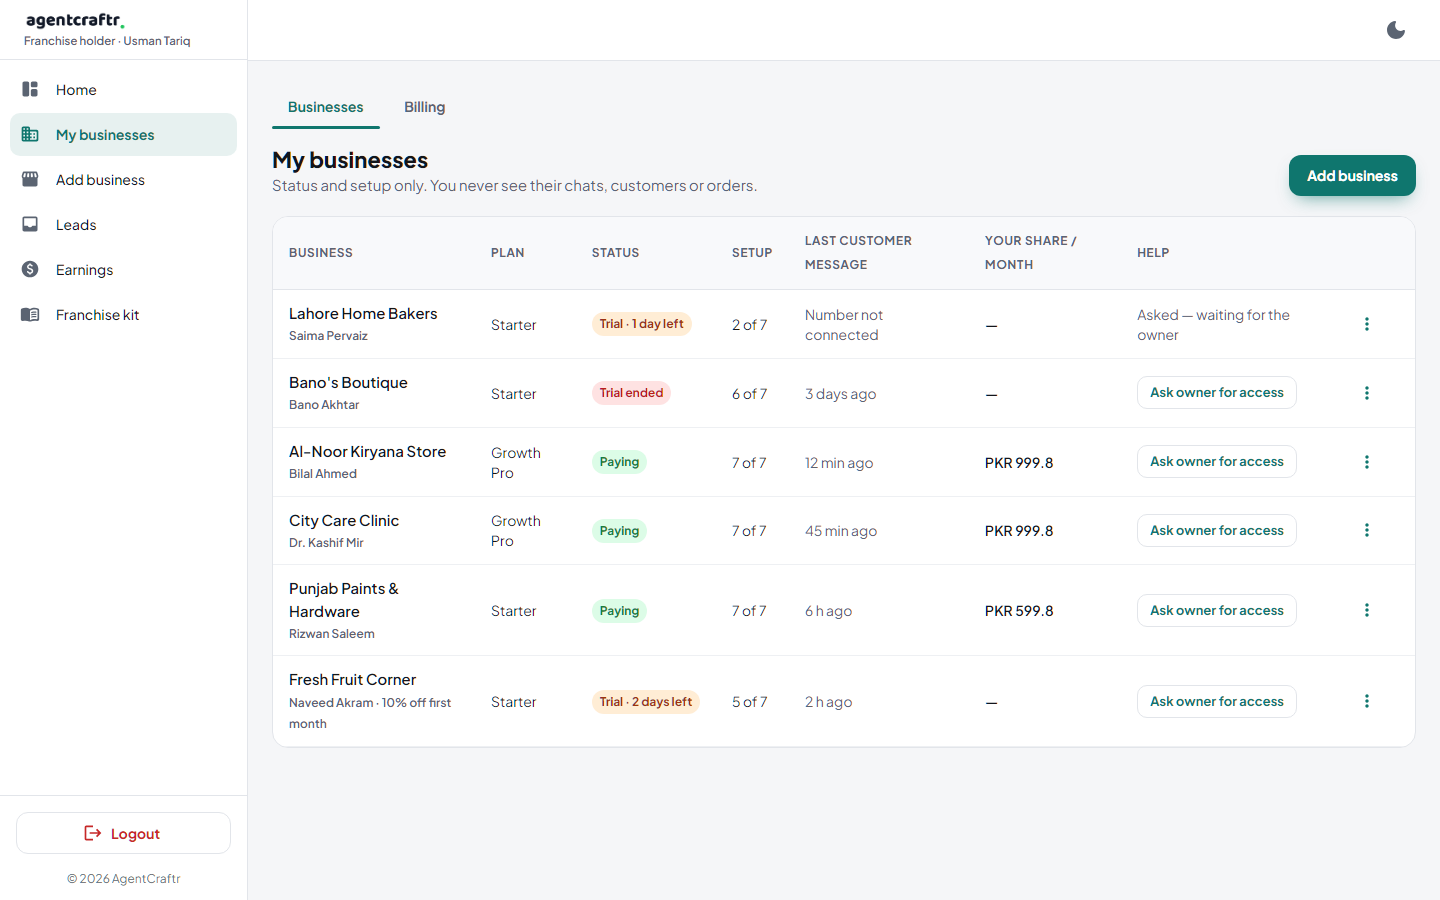 agentcraftr.
Franchise holder · Usman Tariq
Home
My businesses
Add business
Leads
Earnings
Franchise kit
Logout
© 2026 AgentCraftr
Businesses
Billing
My businesses
Status and setup only. You never see their chats, customers or orders.
Add business
BUSINESS
PLAN
STATUS
SETUP
LAST CUSTOMER
MESSAGE
YOUR SHARE /
MONTH
HELP
Lahore Home Bakers
Saima Pervaiz
Starter
Trial · 1 day left
2 of 7
Number not
connected
—
Asked — waiting for the
owner
Bano's Boutique
Bano Akhtar
Starter
Trial ended
6 of 7
3 days ago
—
Ask owner for access
Al-Noor Kiryana Store
Bilal Ahmed
Growth
Pro
Paying
7 of 7
12 min ago
PKR 999.8
Ask owner for access
City Care Clinic
Dr. Kashif Mir
Growth
Pro
Paying
7 of 7
45 min ago
PKR 999.8
Ask owner for access
Punjab Paints &
Hardware
Rizwan Saleem
Starter
Paying
7 of 7
6 h ago
PKR 599.8
Ask owner for access
Fresh Fruit Corner
Naveed Akram · 10% off first
month
Starter
Trial · 2 days left
5 of 7
2 h ago
—
Ask owner for access